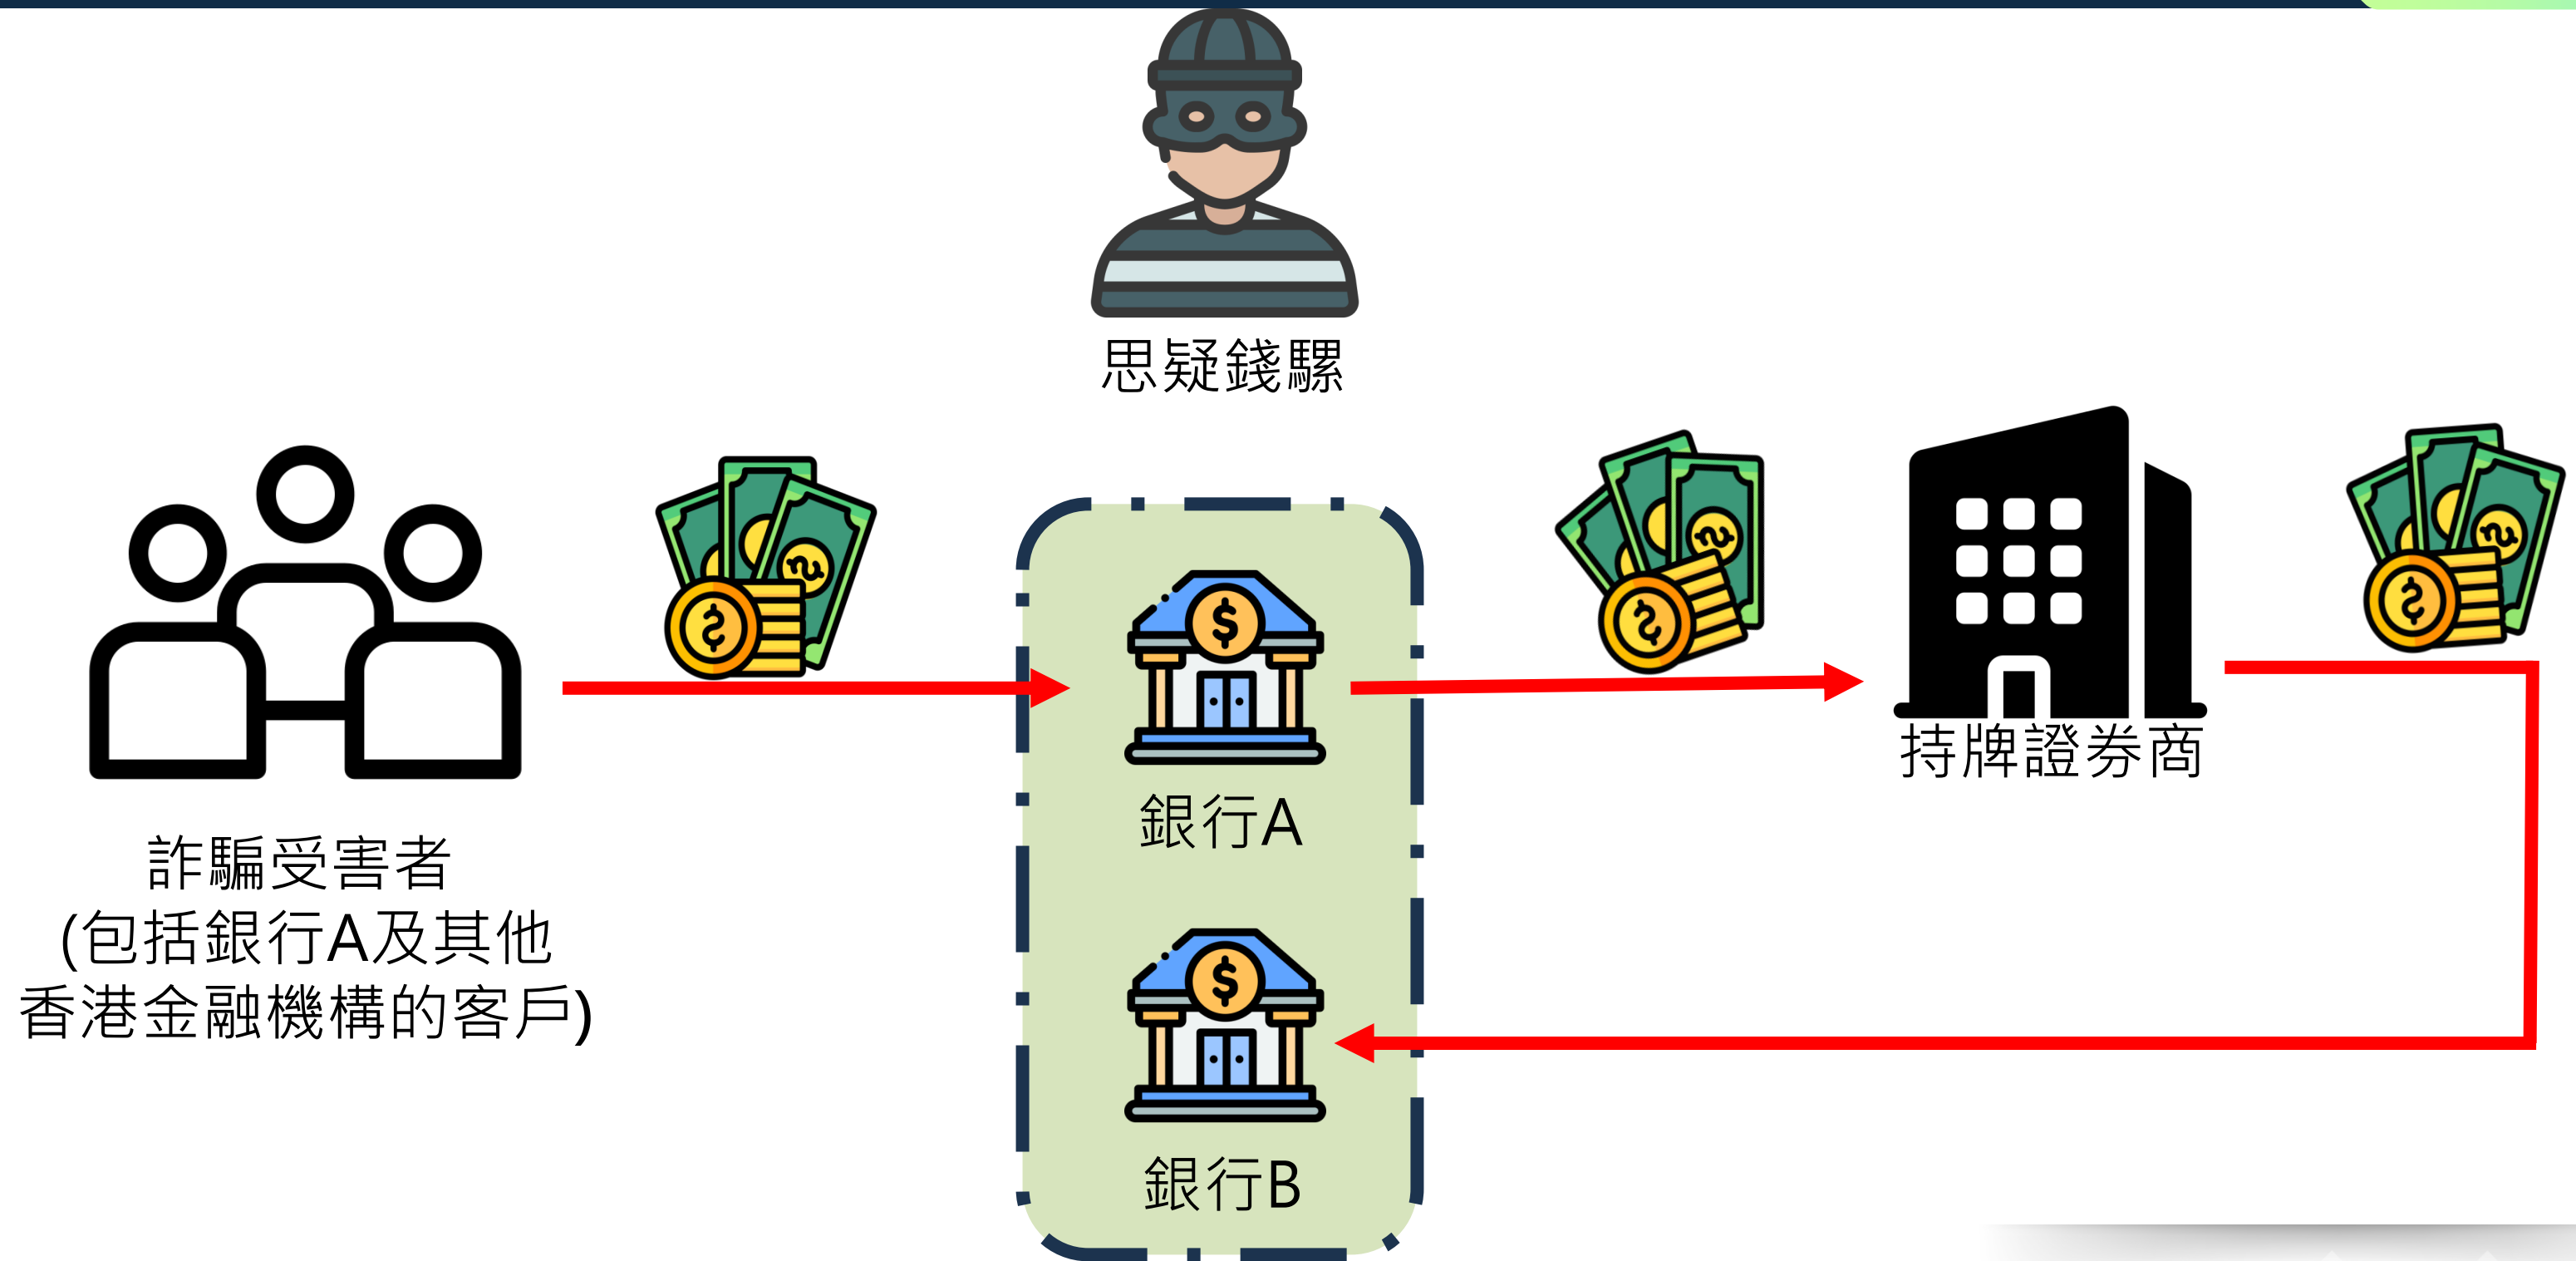 思疑錢騾
持牌證券商
銀行A
詐騙受害者
(包括銀行A及其他
香港金融機構的客戶)
銀行B